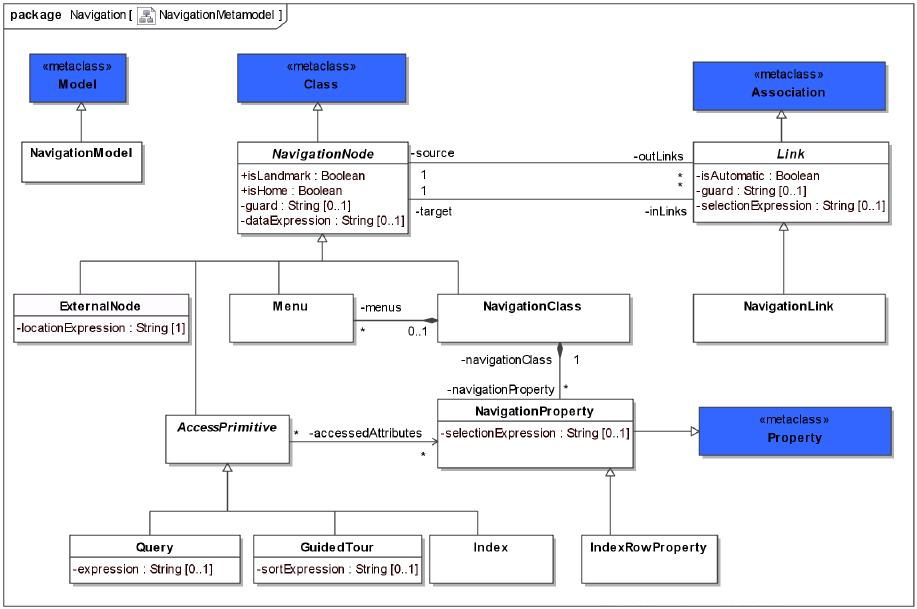 package Navigation [ NavigationMetamodel ]
«metaclass»
Model
«metaclass»
Class
«metaclass»
Association
NavigationModel
NavigationNode
+isLandmark : Boolean
+isHome : Boolean
-guard : String [0..1]
-dataExpression : String [0..1]
-source
1
1
-target
-outLinks
*
*
-inLinks
Link
-isAutomatic : Boolean
-guard : String [0..1]
-selectionExpression : String [0..1]
ExternalNode
-locationExpression : String [1]
Menu
-menus
*
0..1
NavigationClass
NavigationLink
-navigationClass
1
-navigationProperty
*
AccessPrimitive
*
-accessedAttributes
*
NavigationProperty
-selectionExpression : String [0..1]
«metaclass»
Property
Query
-expression : String [0..1]
GuidedTour
-sortExpression : String [0..1]
Index
IndexRowProperty